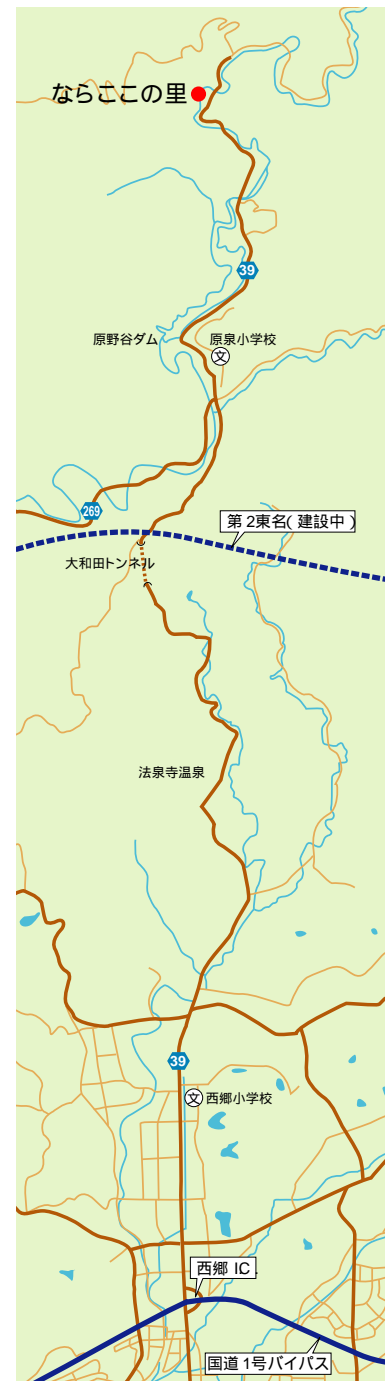 ならここの里
39
原野谷ダム
原泉小学校
文
269
第2東名(建設中)
大和田トンネル
法泉寺温泉
39
文 西郷小学校
西郷 IC
国道1号バイパス